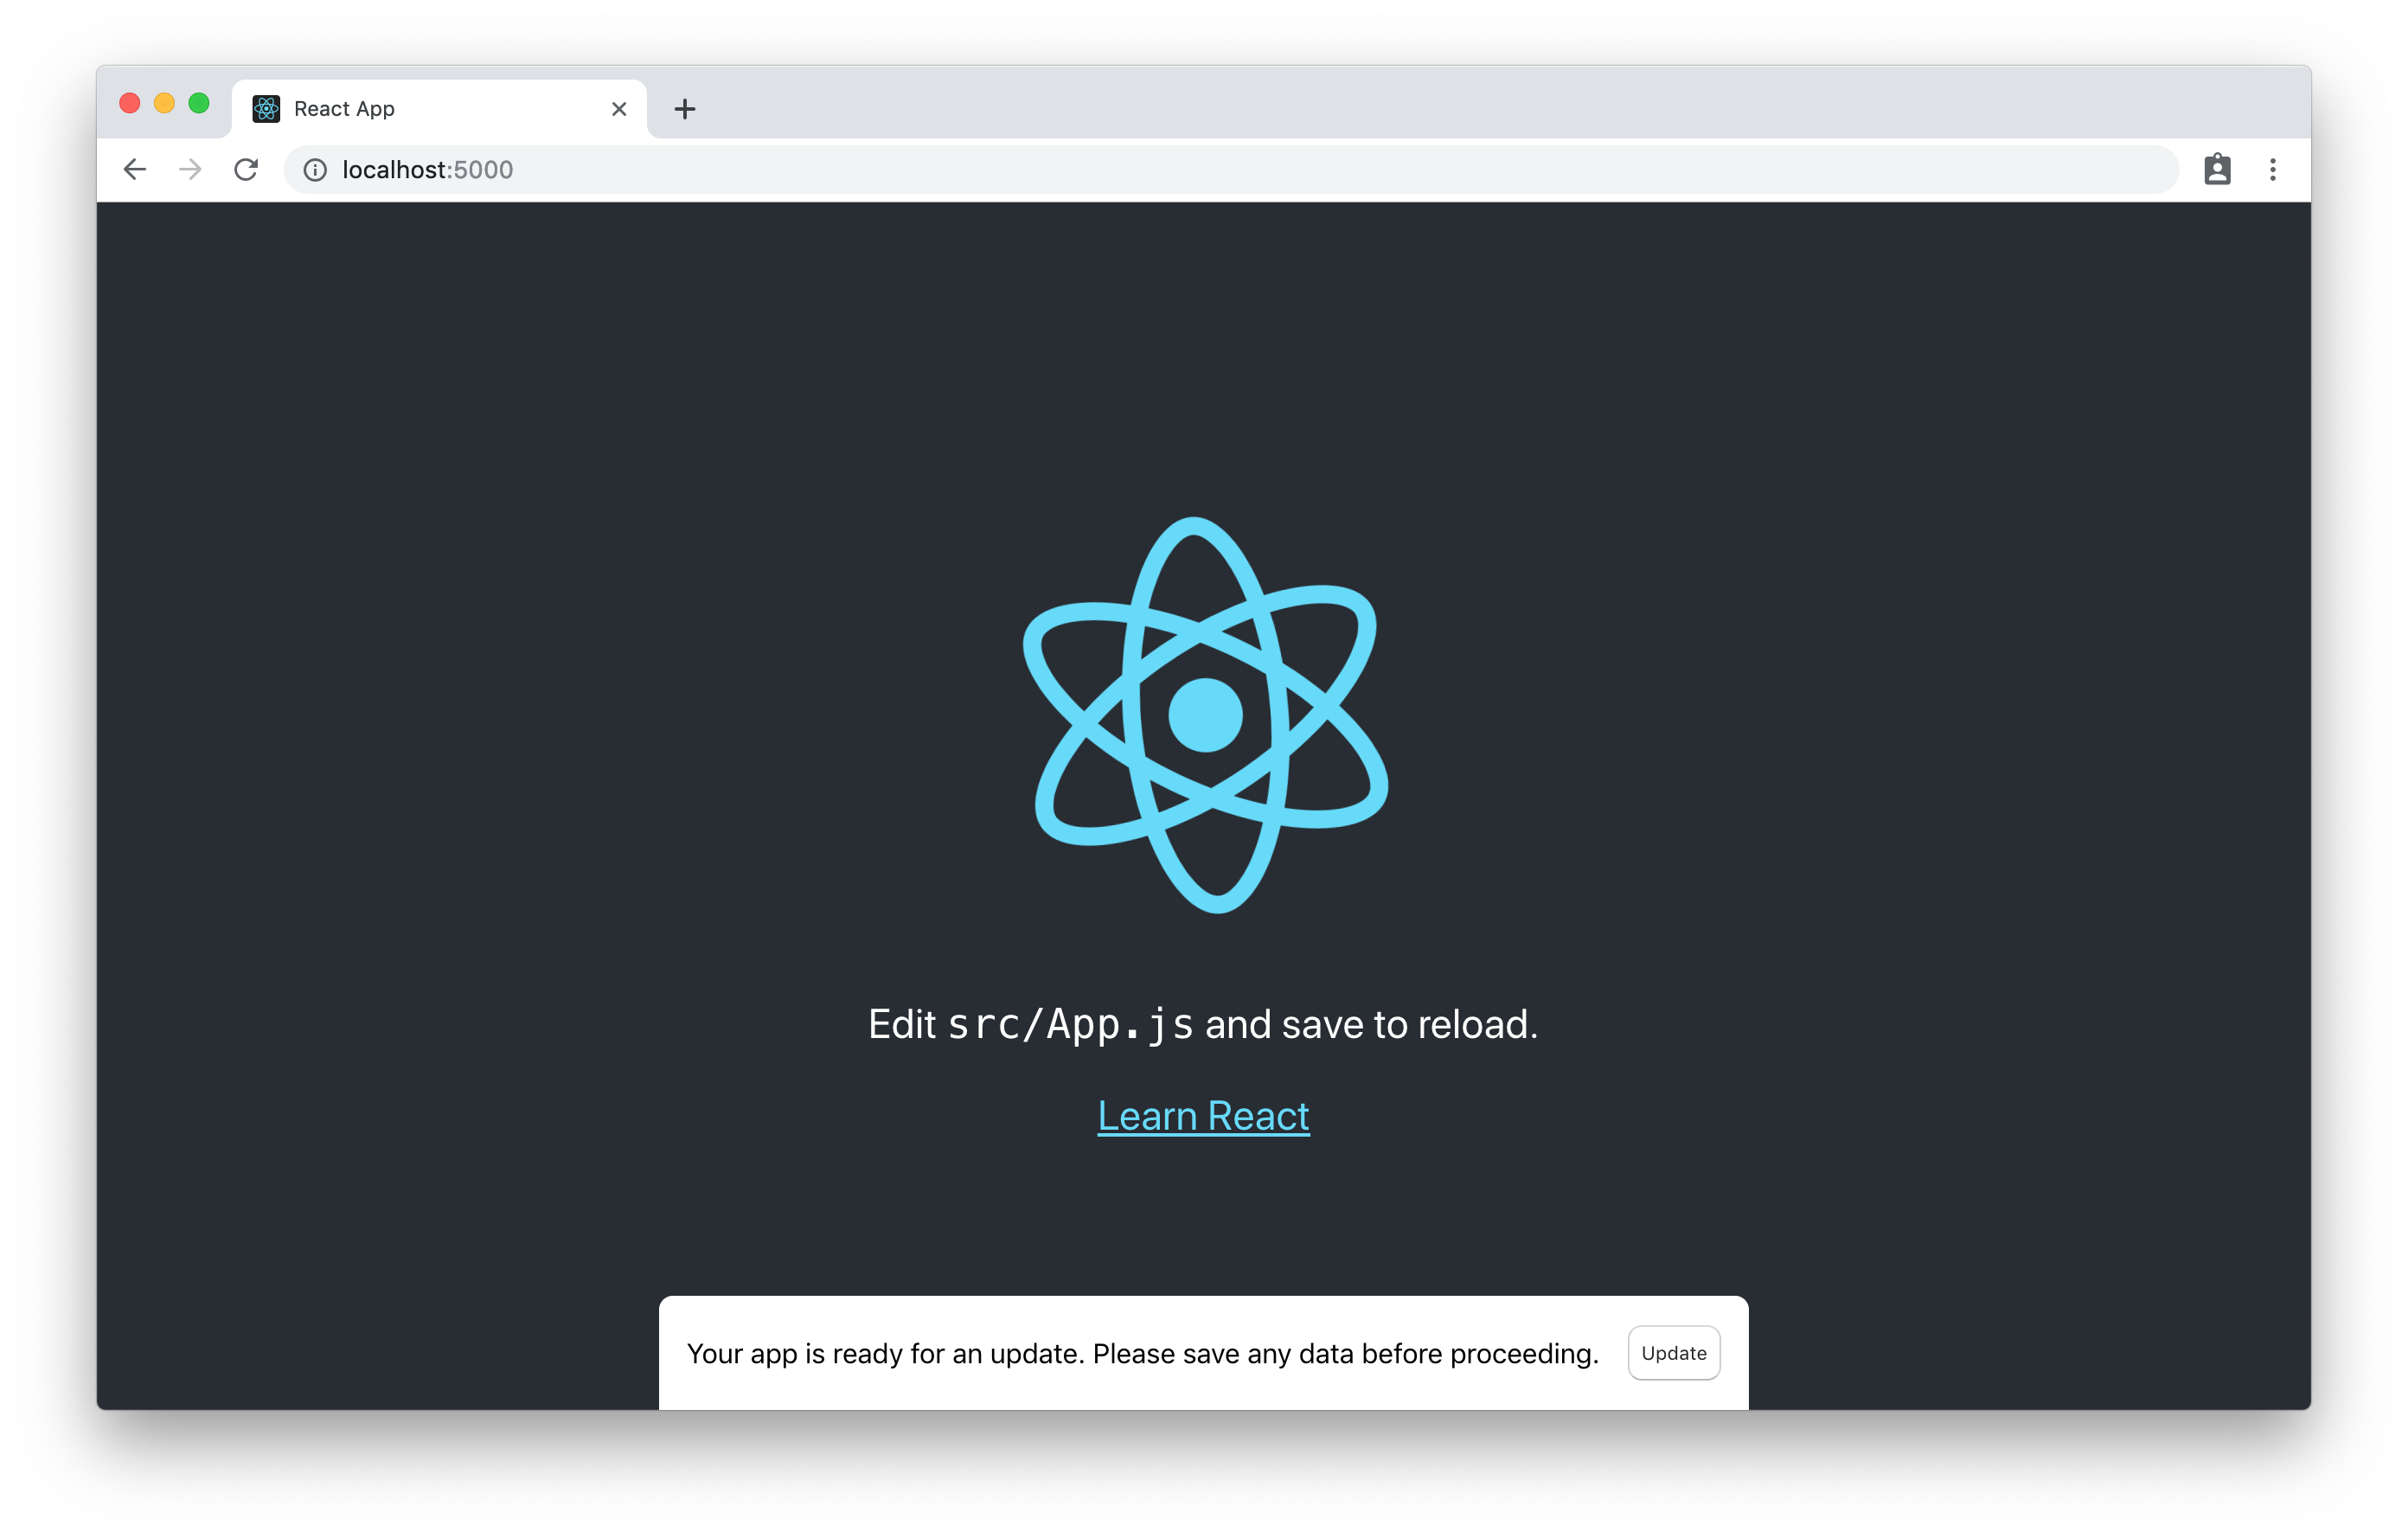 React App
localhost:5000
Edit src/App.js and save to reload.
Learn React
Your app is ready for an update. Please save any data before proceeding. Update